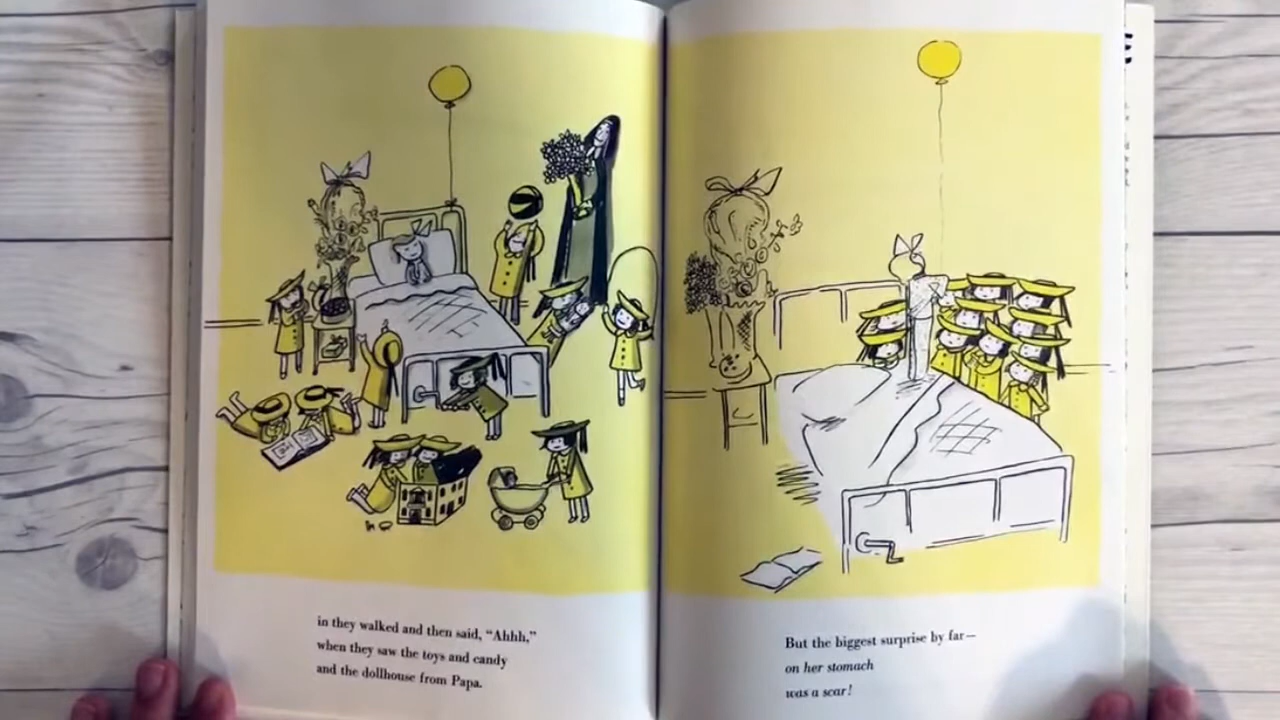 in they walked and then said, “Ahhh,”
when they saw the toys and candy
and the dollhouse from Papa.
But the biggest surprise by far—
on her stomach
was a scar!